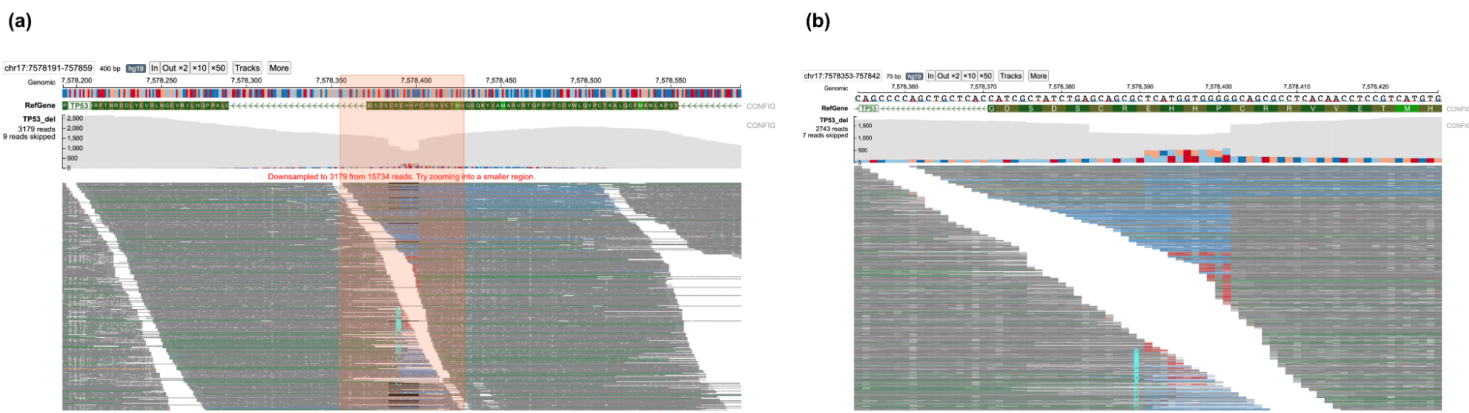 (a)
chr17:7578191-757859 400 bp hg19 In Out ×2 ×10 ×50 Tracks More
Genomic 7,578,200 7,578,250 7,578,300 7,578,350 7,578,400 7,578,450 7,578,500 7,578,550
RefGene TP53 CONFIG
TP53_del
3179 reads
9 reads skipped
2,500
2,000
1,500
1,000
500
0
CONFIG
Downsampled to 3179 from 15734 reads. Try zooming into a smaller region.
(b)
chr17:7578353-757842 75 bp hg19 In Out ×2 ×10 ×50 Tracks More
Genomic 7,578,360 7,578,370 7,578,380 7,578,390 7,578,400 7,578,410 7,578,420
CAGCCCCAGCTGCTCACCATCGCTATCTGAGCAGCGCTCATGGTGGGGGCAGCGCCTCACAACCTCCGTCATGTG
RefGene TP53 G D S D S C R E H H P C R R V V E T M H CONFIG
TP53_del
2743 reads
7 reads skipped
1,500
1,000
500
0
CONFIG